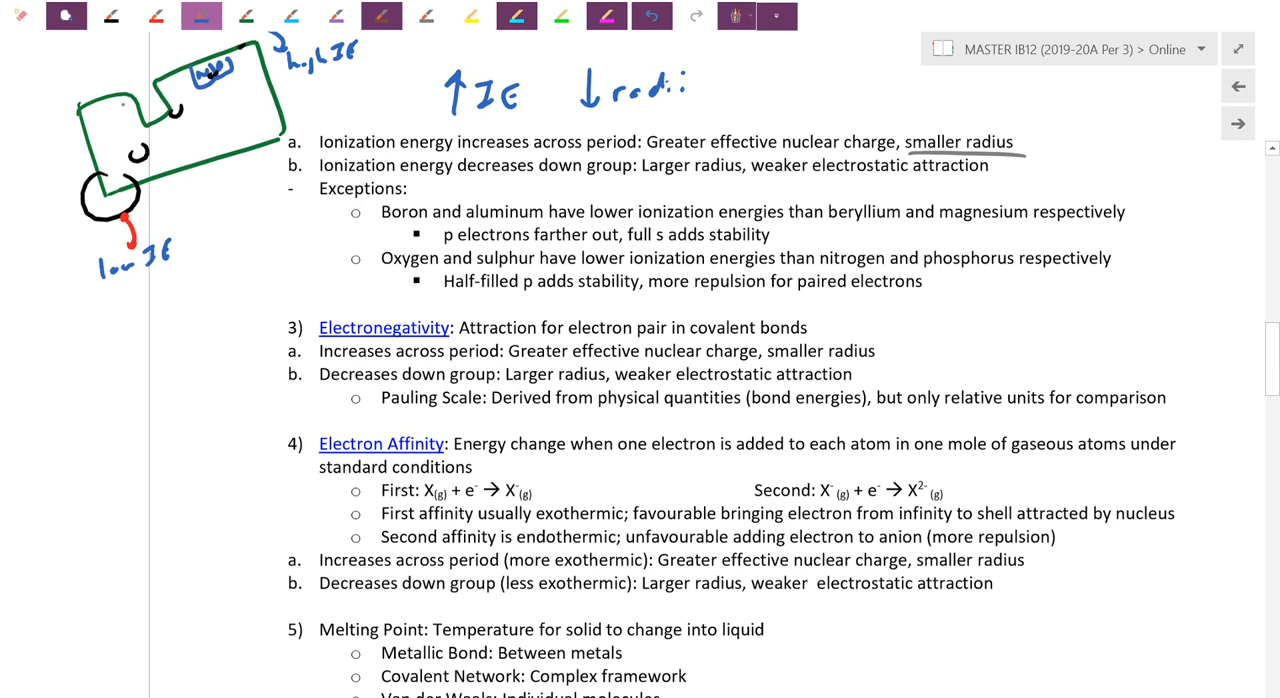 MASTER IB12 (2019-20A Per 3) > Online
high IE
↑ IE ↓ radii
low IE
a. Ionization energy increases across period: Greater effective nuclear charge, smaller radius
b. Ionization energy decreases down group: Larger radius, weaker electrostatic attraction
- Exceptions:
o Boron and aluminum have lower ionization energies than beryllium and magnesium respectively
▪ p electrons farther out, full s adds stability
o Oxygen and sulphur have lower ionization energies than nitrogen and phosphorus respectively
▪ Half-filled p adds stability, more repulsion for paired electrons
3) Electronegativity: Attraction for electron pair in covalent bonds
a. Increases across period: Greater effective nuclear charge, smaller radius
b. Decreases down group: Larger radius, weaker electrostatic attraction
o Pauling Scale: Derived from physical quantities (bond energies), but only relative units for comparison
4) Electron Affinity: Energy change when one electron is added to each atom in one mole of gaseous atoms under
standard conditions
o First: X(g) + e⁻ → X⁻(g) Second: X⁻ (g) + e⁻ → X²⁻ (g)
o First affinity usually exothermic; favourable bringing electron from infinity to shell attracted by nucleus
o Second affinity is endothermic; unfavourable adding electron to anion (more repulsion)
a. Increases across period (more exothermic): Greater effective nuclear charge, smaller radius
b. Decreases down group (less exothermic): Larger radius, weaker electrostatic attraction
5) Melting Point: Temperature for solid to change into liquid
o Metallic Bond: Between metals
o Covalent Network: Complex framework
o Van der Waals: Individual molecules